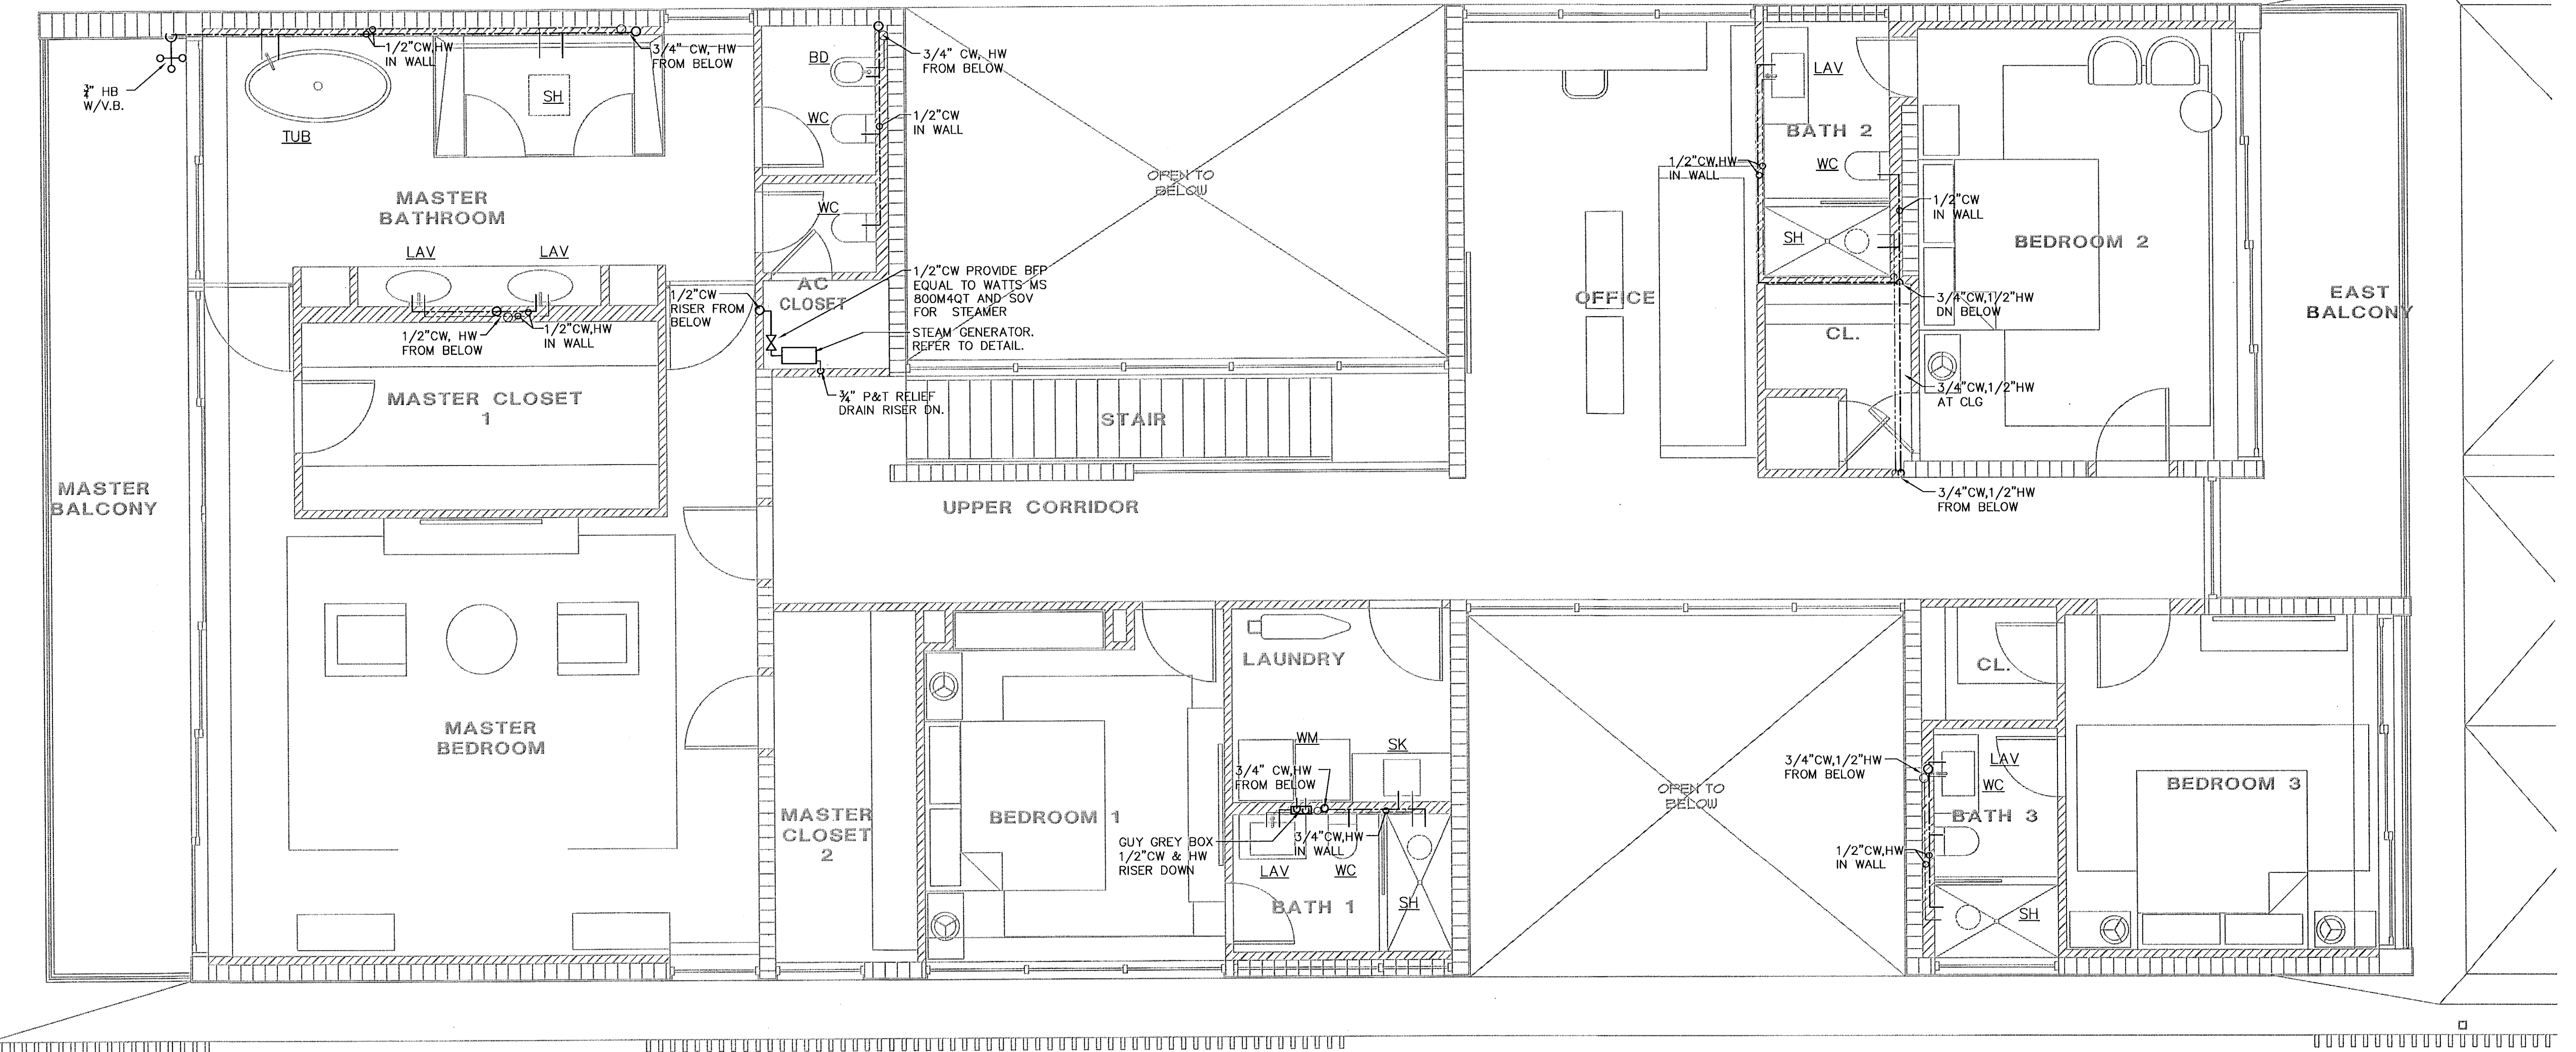 1/2"CW,HW
IN WALL
3/4" CW, HW
FROM BELOW
BD
3/4" CW, HW
FROM BELOW
3/4" HB
W/V.B.
SH
TUB
WC
1/2"CW
IN WALL
MASTER
BATHROOM
WC
OPEN TO
BELOW
LAV
BATH 2
1/2"CW,HW
IN WALL
WC
1/2"CW
IN WALL
SH
BEDROOM 2
LAV
LAV
1/2"CW
RISER FROM
BELOW
AC
CLOSET
1/2"CW PROVIDE BFP
EQUAL TO WATTS MS
800M4QT AND SOV
FOR STEAMER
STEAM GENERATOR.
REFER TO DETAIL.
OFFICE
3/4"CW,1/2"HW
DN BELOW
EAST
BALCONY
1/2"CW, HW
FROM BELOW
1/2"CW,HW
IN WALL
CL.
MASTER CLOSET
1
3/4" P&T RELIEF
DRAIN RISER DN.
STAIR
3/4"CW,1/2"HW
AT CLG
MASTER
BALCONY
UPPER CORRIDOR
3/4"CW,1/2"HW
FROM BELOW
LAUNDRY
CL.
MASTER
BEDROOM
WM
SK
3/4" CW,HW
FROM BELOW
OPEN TO
BELOW
3/4"CW,1/2"HW
FROM BELOW
LAV
WC
BEDROOM 3
MASTER
CLOSET
2
BEDROOM 1
GUY GREY BOX
1/2"CW & HW
RISER DOWN
3/4"CW,HW
IN WALL
LAV
WC
BATH 1
SH
BATH 3
1/2"CW,HW
IN WALL
SH